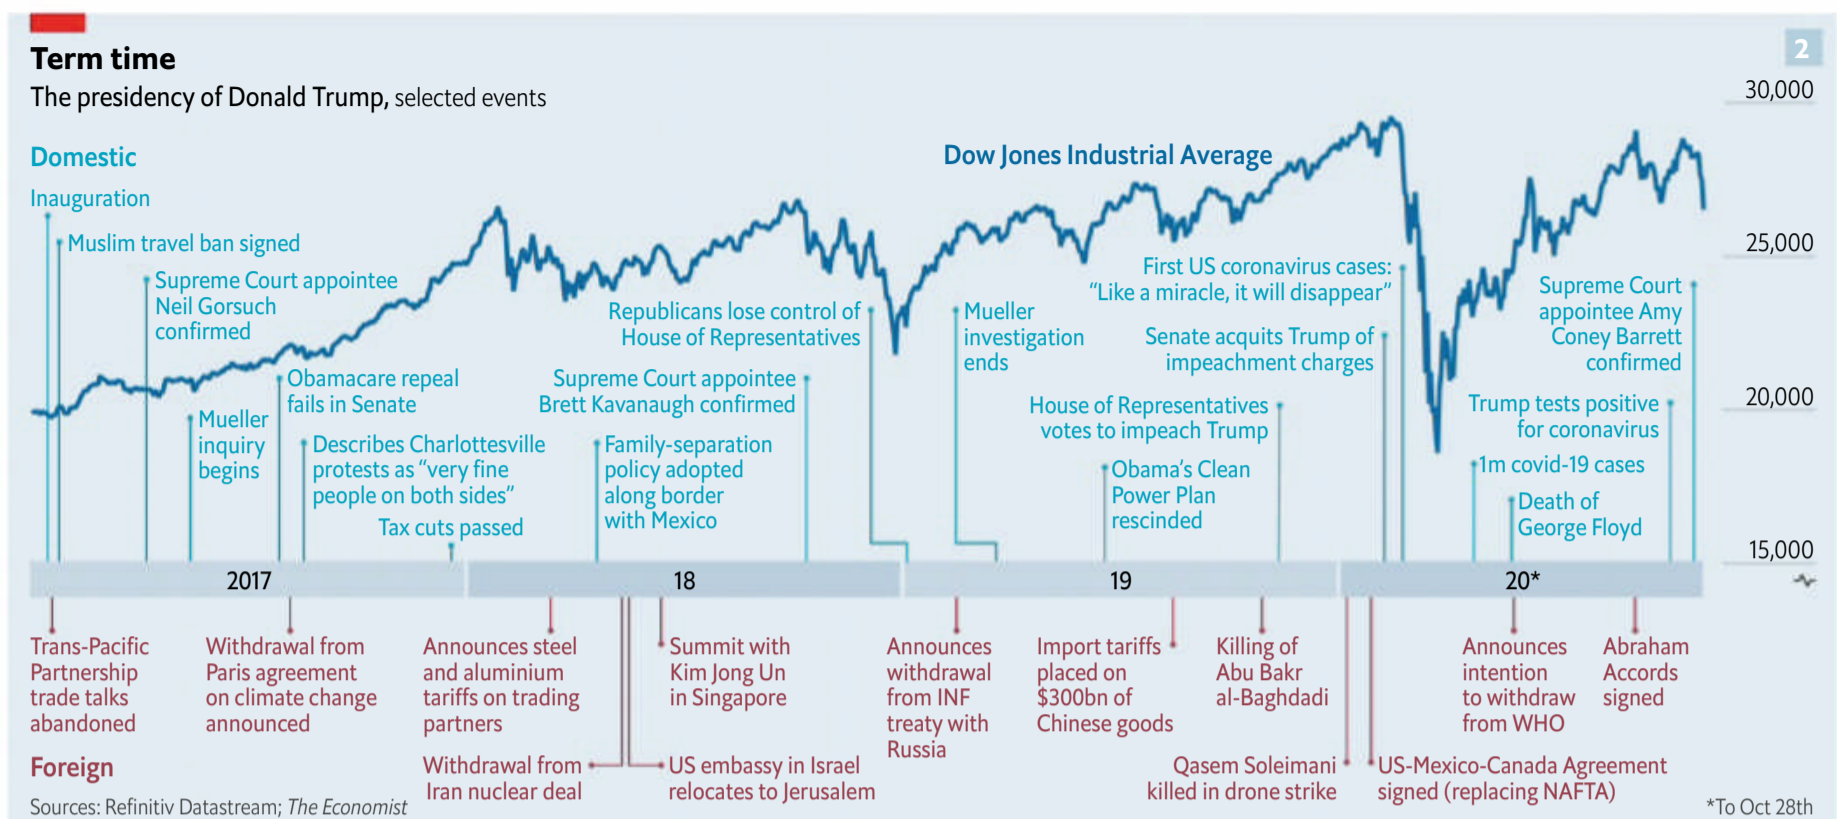 Term time
2
The presidency of Donald Trump, selected events
30,000
25,000
20,000
15,000
Dow Jones Industrial Average
Domestic
Inauguration
Muslim travel ban signed
Supreme Court appointee
Neil Gorsuch
confirmed
Mueller
inquiry
begins
Obamacare repeal
fails in Senate
Describes Charlottesville
protests as “very fine
people on both sides”
Tax cuts passed
Family-separation
policy adopted
along border
with Mexico
Supreme Court appointee
Brett Kavanaugh confirmed
Republicans lose control of
House of Representatives
Mueller
investigation
ends
Obama’s Clean
Power Plan
rescinded
House of Representatives
votes to impeach Trump
Senate acquits Trump of
impeachment charges
First US coronavirus cases:
“Like a miracle, it will disappear”
1m covid-19 cases
Death of
George Floyd
Trump tests positive
for coronavirus
Supreme Court
appointee Amy
Coney Barrett
confirmed
2017
18
19
20*
Trans-Pacific
Partnership
trade talks
abandoned
Withdrawal from
Paris agreement
on climate change
announced
Announces steel
and aluminium
tariffs on trading
partners
Withdrawal from
Iran nuclear deal
US embassy in Israel
relocates to Jerusalem
Summit with
Kim Jong Un
in Singapore
Announces
withdrawal
from INF
treaty with
Russia
Import tariffs
placed on
$300bn of
Chinese goods
Killing of
Abu Bakr
al-Baghdadi
Qasem Soleimani
killed in drone strike
US-Mexico-Canada Agreement
signed (replacing NAFTA)
Announces
intention
to withdraw
from WHO
Abraham
Accords
signed
Foreign
Sources: Refinitiv Datastream; The Economist
*To Oct 28th